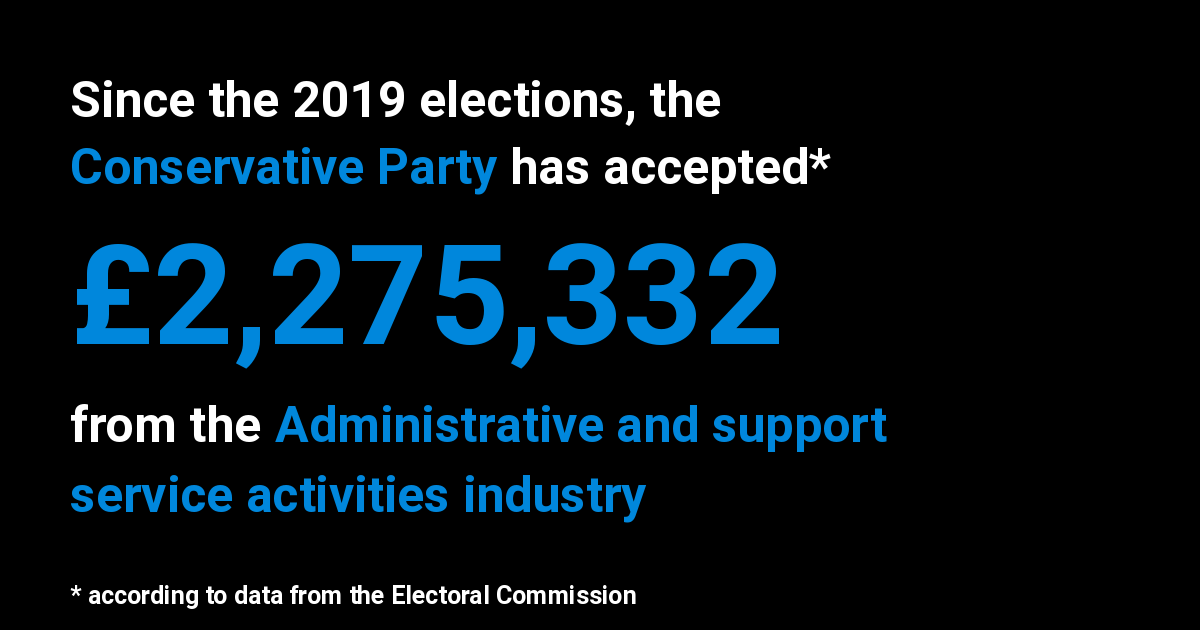 Since the 2019 elections, the
Conservative Party has accepted*
£2,275,332
from the Administrative and support
service activities industry
* according to data from the Electoral Commission